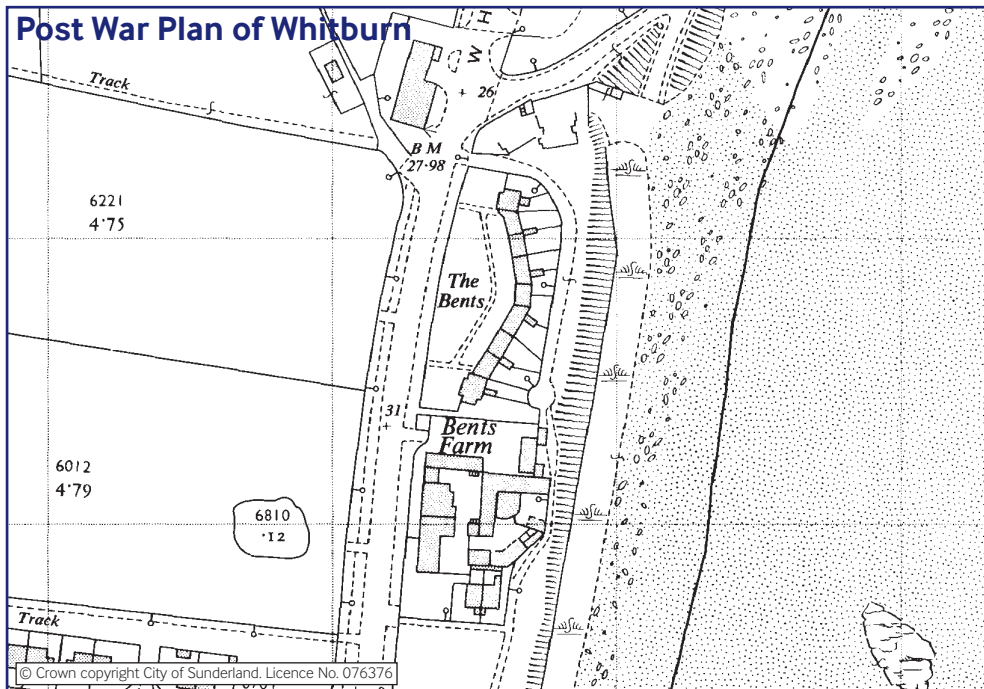 Post War Plan of Whitburn
W H
Track
26
B M
27·98
6221
4·75
The
Bents
31
Bents
Farm
6012
4·79
6810
·12
Track
© Crown copyright City of Sunderland. Licence No. 076376